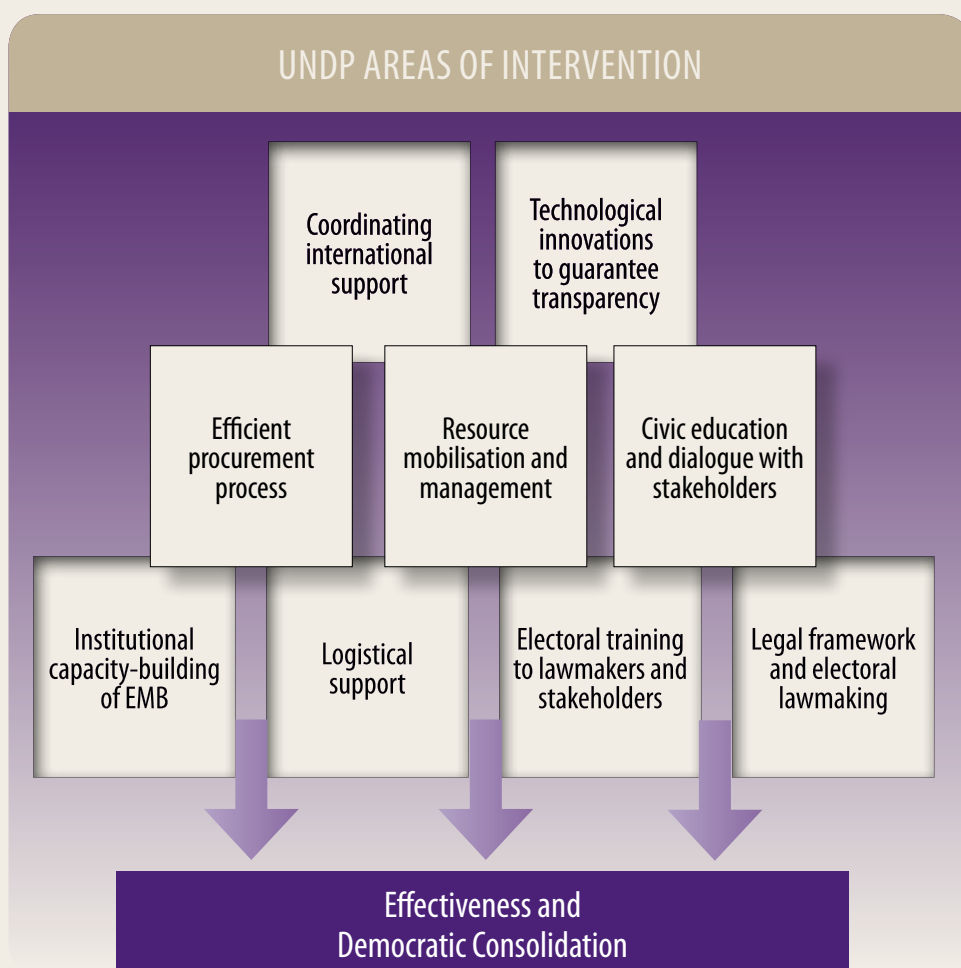 UNDP AREAS OF INTERVENTION
Coordinating
international
support
Technological
innovations
to guarantee
transparency
Efficient
procurement
process
Resource
mobilisation and
management
Civic education
and dialogue with
stakeholders
Institutional
capacity-building
of EMB
Logistical
support
Electoral training
to lawmakers and
stakeholders
Legal framework
and electoral
lawmaking
Effectiveness and
Democratic Consolidation